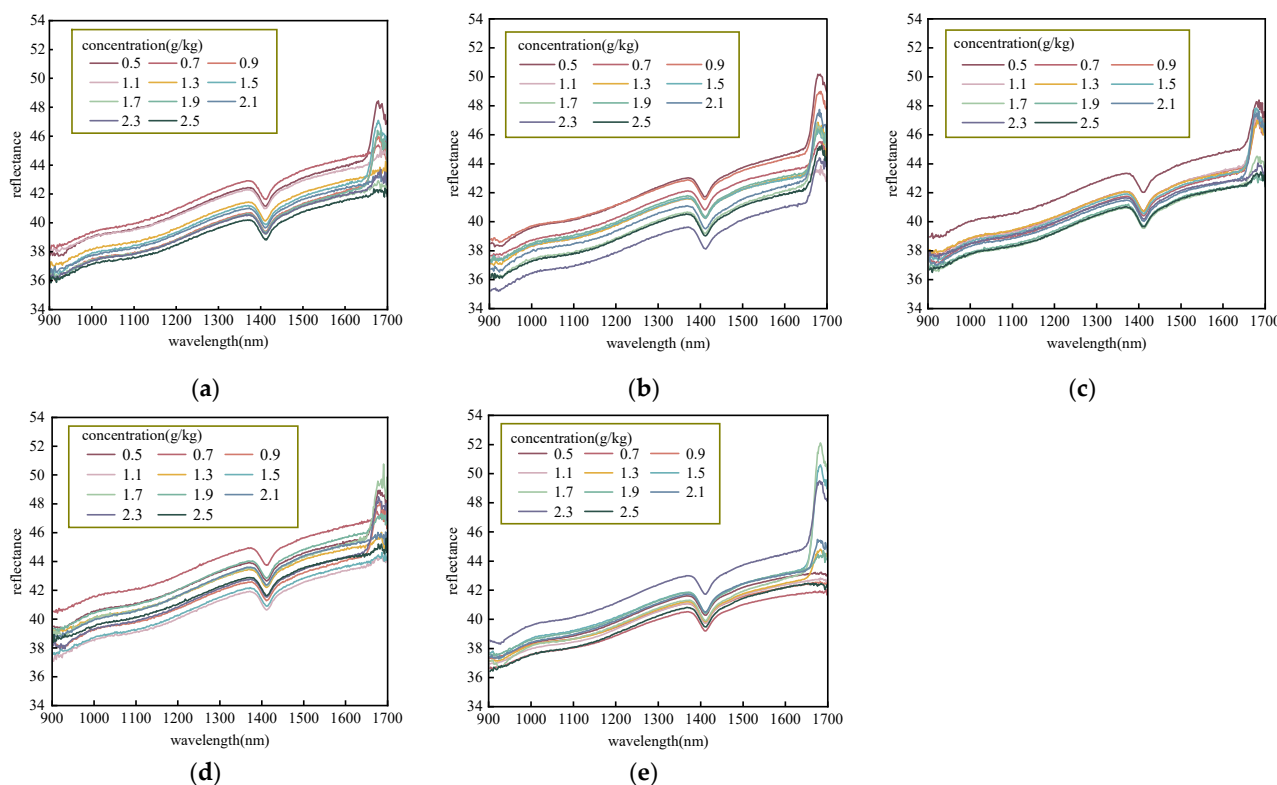 54
52
50
48
46
44
42
40
38
36
34
reflectance
concentration(g/kg)
0.5 0.7 0.9
1.1 1.3 1.5
1.7 1.9 2.1
2.3 2.5
900 1000 1100 1200 1300 1400 1500 1600 1700
wavelength(nm)
(a)
54
52
50
48
46
44
42
40
38
36
34
reflectance
concentration(g/kg)
0.5 0.7 0.9
1.1 1.3 1.5
1.7 1.9 2.1
2.3 2.5
900 1000 1100 1200 1300 1400 1500 1600 1700
wavelength (nm)
(b)
54
52
50
48
46
44
42
40
38
36
34
reflectance
concentration(g/kg)
0.5 0.7 0.9
1.1 1.3 1.5
1.7 1.9 2.1
2.3 2.5
900 1000 1100 1200 1300 1400 1500 1600 1700
wavelength(nm)
(c)
54
52
50
48
46
44
42
40
38
36
34
reflectance
concentration(g/kg)
0.5 0.7 0.9
1.1 1.3 1.5
1.7 1.9 2.1
2.3 2.5
900 1000 1100 1200 1300 1400 1500 1600 1700
wavelength(nm)
(d)
54
52
50
48
46
44
42
40
38
36
34
reflectance
concentration(g/kg)
0.5 0.7 0.9
1.1 1.3 1.5
1.7 1.9 2.1
2.3 2.5
900 1000 1100 1200 1300 1400 1500 1600 1700
wavelength(nm)
(e)